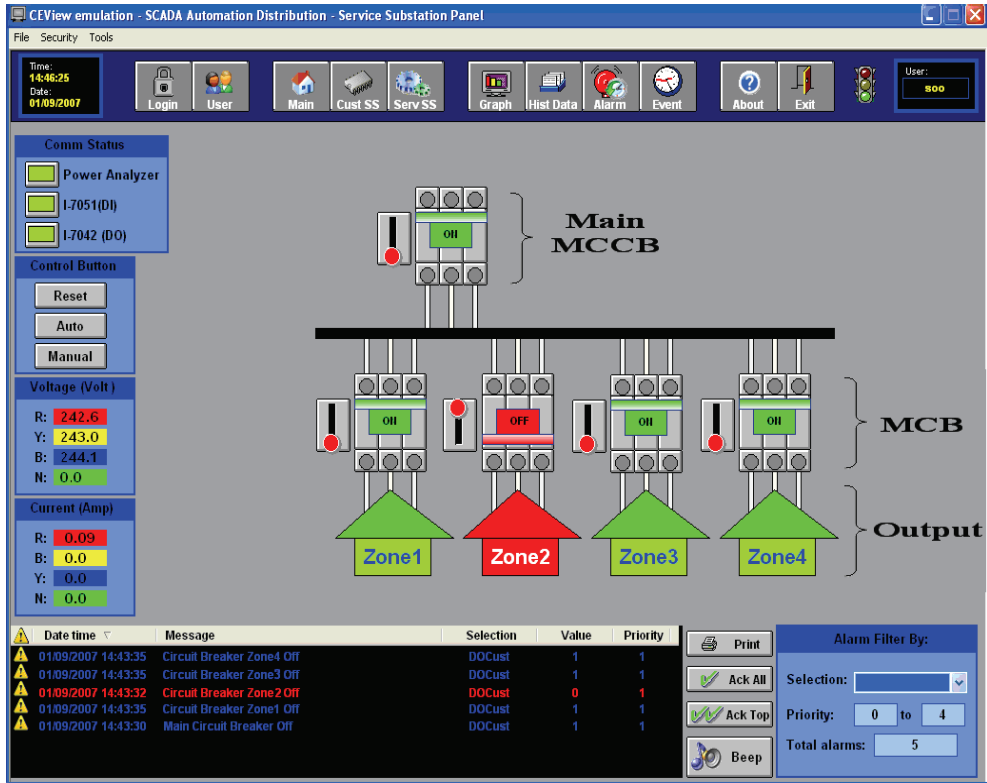 CEView emulation - SCADA Automation Distribution - Service Substation Panel
File Security Tools
Time:
14:46:25
Date:
01/09/2007
Login
User
Main
Cust SS
Serv SS
Graph
Hist Data
Alarm
Event
About
Exit
User:
soo
Comm Status
Power Analyzer
I-7051(DI)
I-7042 (DO)
Control Button
Reset
Auto
Manual
Voltage (Volt )
R: 242.6
Y: 243.0
B: 244.1
N: 0.0
Current (Amp)
R: 0.09
B: 0.0
Y: 0.0
N: 0.0
ON
Main
MCCB
ON
OFF
ON
ON
MCB
Zone1
Zone2
Zone3
Zone4
Output
Date time Message Selection Value Priority
01/09/2007 14:43:35 Circuit Breaker Zone4 Off DOCust 1 1
01/09/2007 14:43:35 Circuit Breaker Zone3 Off DOCust 1 1
01/09/2007 14:43:32 Circuit Breaker Zone2 Off DOCust 0 1
01/09/2007 14:43:35 Circuit Breaker Zone1 Off DOCust 1 1
01/09/2007 14:43:30 Main Circuit Breaker Off DOCust 1 1
Print
Ack All
Ack Top
Beep
Alarm Filter By:
Selection:
Priority: 0 to 4
Total alarms: 5